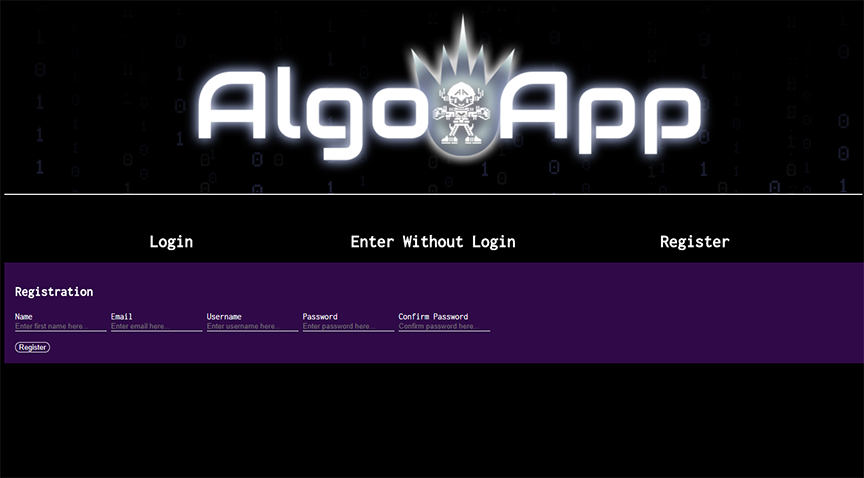 Algo App
Login Enter Without Login Register
Registration
Name Email Username Password Confirm Password
Enter first name here... Enter email here... Enter username here... Enter password here... Confirm password here...
Register